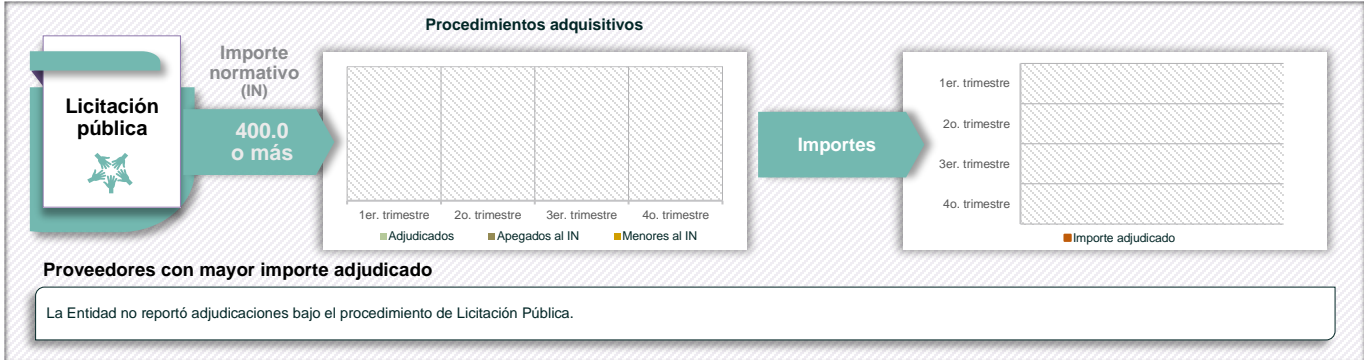 Procedimientos adquisitivos
Licitación
pública
Importe
normativo
(IN)
400.0
o más
1er. trimestre 2o. trimestre 3er. trimestre 4o. trimestre
Adjudicados Apegados al IN Menores al IN
Importes
1er. trimestre
2o. trimestre
3er. trimestre
4o. trimestre
Importe adjudicado
Proveedores con mayor importe adjudicado
La Entidad no reportó adjudicaciones bajo el procedimiento de Licitación Pública.